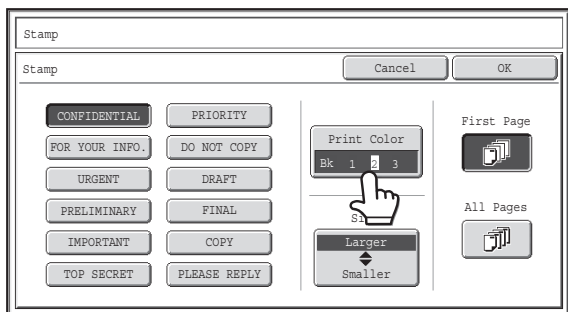 Stamp
Stamp
Cancel
OK
CONFIDENTIAL
PRIORITY
FOR YOUR INFO.
DO NOT COPY
URGENT
DRAFT
PRELIMINARY
FINAL
IMPORTANT
COPY
TOP SECRET
PLEASE REPLY
Print Color
Bk 1 2 3
Larger
Smaller
First Page
All Pages